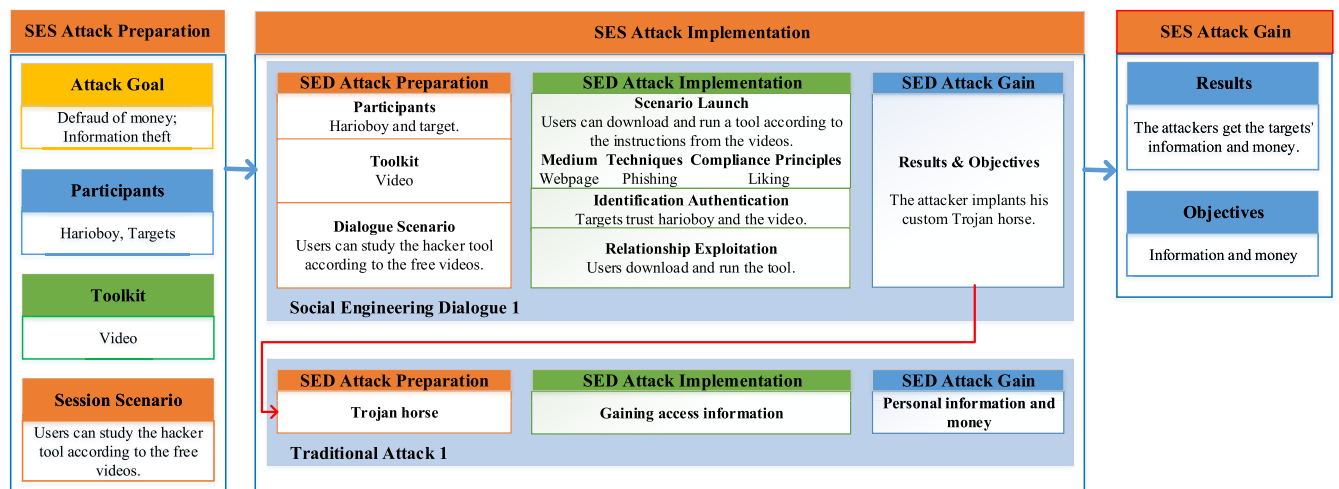 SES Attack Preparation
Attack Goal
Defraud of money;
Information theft
Participants
Harioboy, Targets
Toolkit
Video
Session Scenario
Users can study the hacker
tool according to the free
videos.
SES Attack Implementation
SED Attack Preparation
Participants
Harioboy and target.
Toolkit
Video
Dialogue Scenario
Users can study the hacker tool
according to the free videos.
SED Attack Implementation
Scenario Launch
Users can download and run a tool according to
the instructions from the videos.
Medium Techniques Compliance Principles
Webpage Phishing Liking
Identification Authentication
Targets trust harioboy and the video.
Relationship Exploitation
Users download and run the tool.
SED Attack Gain
Results & Objectives
The attacker implants his
custom Trojan horse.
Social Engineering Dialogue 1
SED Attack Preparation
Trojan horse
SED Attack Implementation
Gaining access information
SED Attack Gain
Personal information and
money
Traditional Attack 1
SES Attack Gain
Results
The attackers get the targets'
information and money.
Objectives
Information and money